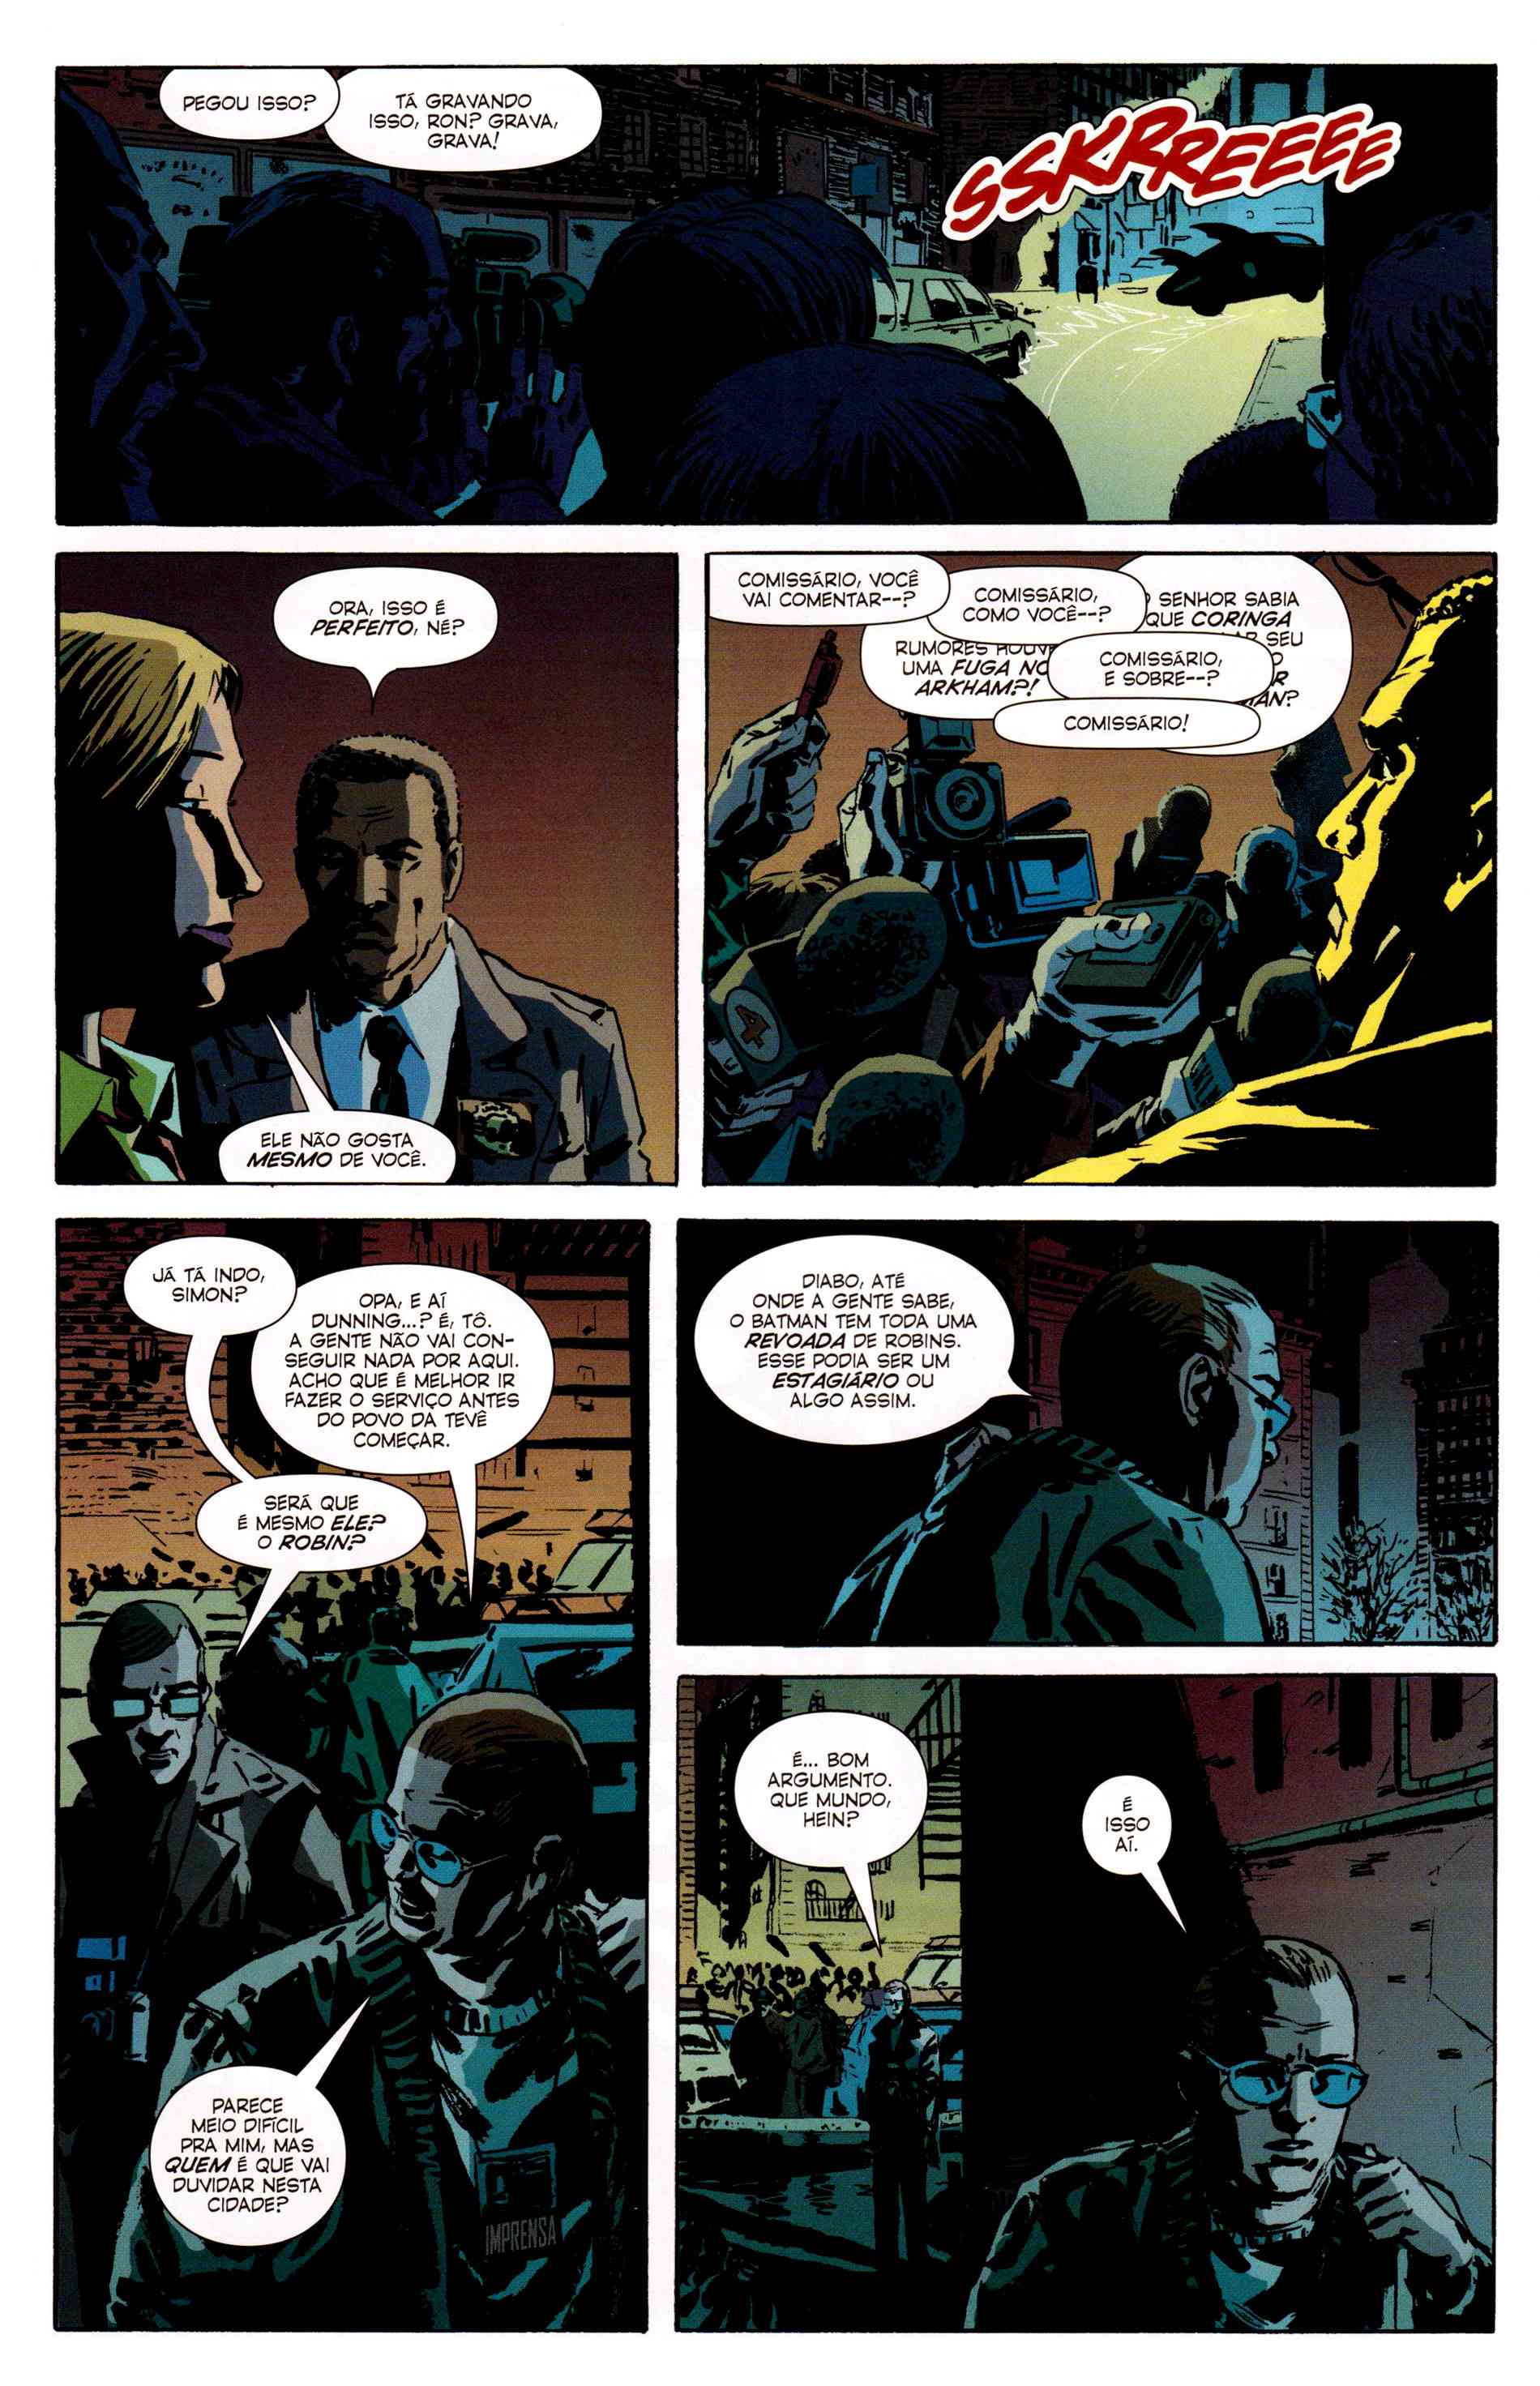 PEGOU ISSO?
TÁ GRAVANDO
ISSO, RON? GRAVA,
GRAVA!
SSKRRREEEEE
ORA, ISSO É
PERFEITO, NÉ?
ELE NÃO GOSTA
MESMO DE VOCÊ.
COMISSÁRIO, VOCÊ
VAI COMENTAR--?
COMISSÁRIO,
COMO VOCÊ--?
SENHOR SABIA
QUE CORINGA
SEU
RUMORES
UMA FUGA NO
ARKHAM?!
COMISSÁRIO,
E SOBRE--?
COMISSÁRIO!
4
JÁ TÁ INDO,
SIMON?
OPA, E AÍ
DUNNING...? É, TÔ.
A GENTE NÃO VAI CON-
SEGUIR NADA POR AQUI.
ACHO QUE É MELHOR IR
FAZER O SERVIÇO ANTES
DO POVO DA TEVÊ
COMEÇAR.
SERÁ QUE
É MESMO ELE?
O ROBIN?
PARECE
MEIO DIFÍCIL
PRA MIM, MAS
QUEM É QUE VAI
DUVIDAR NESTA
CIDADE?
IMPRENSA
DIABO, ATÉ
ONDE A GENTE SABE,
O BATMAN TEM TODA UMA
REVOADA DE ROBINS.
ESSE PODIA SER UM
ESTAGIÁRIO OU
ALGO ASSIM.
É... BOM
ARGUMENTO.
QUE MUNDO,
HEIN?
É
ISSO
AÍ.